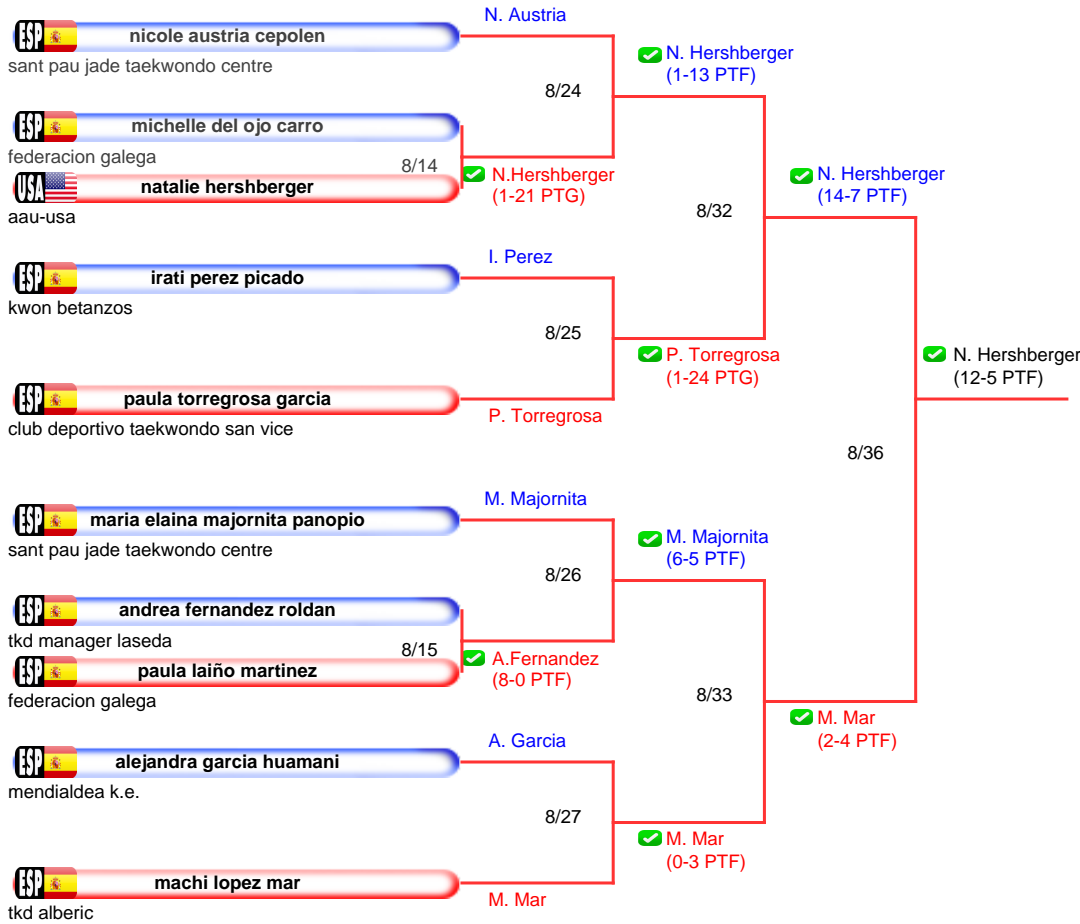 N. Austria
ESP nicole austria cepolen
sant pau jade taekwondo centre
N. Hershberger
(1-13 PTF)
8/24
ESP michelle del ojo carro
federacion galega
8/14
N.Hershberger
(1-21 PTG)
USA natalie hershberger
aau-usa
N. Hershberger
(14-7 PTF)
8/32
I. Perez
ESP irati perez picado
kwon betanzos
8/25
P. Torregrosa
(1-24 PTG)
N. Hershberger
(12-5 PTF)
ESP paula torregrosa garcia
P. Torregrosa
club deportivo taekwondo san vice
8/36
M. Majornita
ESP maria elaina majornita panopio
sant pau jade taekwondo centre
M. Majornita
(6-5 PTF)
8/26
ESP andrea fernandez roldan
tkd manager laseda
8/15
A.Fernandez
(8-0 PTF)
ESP paula laiño martinez
federacion galega
8/33
M. Mar
(2-4 PTF)
A. Garcia
ESP alejandra garcia huamani
mendialdea k.e.
8/27
M. Mar
(0-3 PTF)
ESP machi lopez mar
M. Mar
tkd alberic